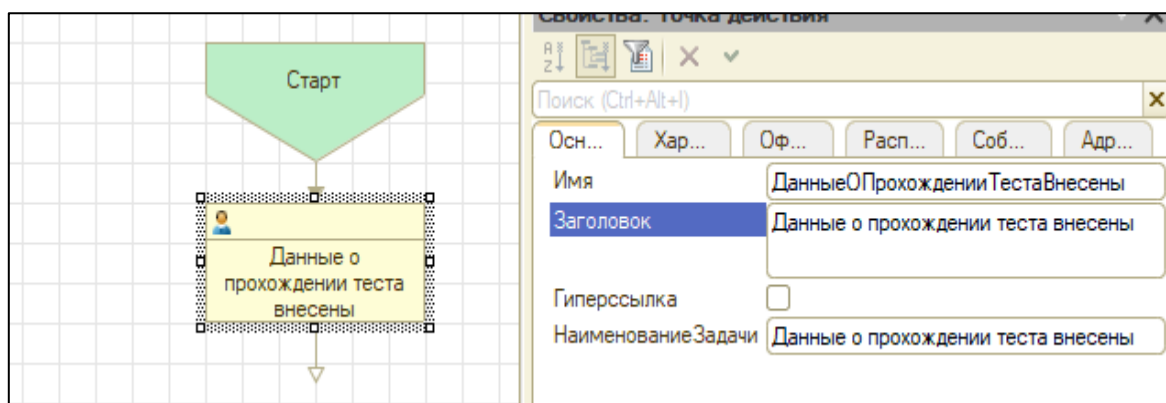 Старт
Данные о
прохождении теста
внесены
Свойства: Точка действия
Поиск (Ctrl+Alt+I)
Осн... Хар... Оф... Расп... Соб... Адр...
Имя ДанныеОПрохожденииТестаВнесены
Заголовок Данные о прохождении теста внесены
Гиперссылка
НаименованиеЗадачи Данные о прохождении теста внесены